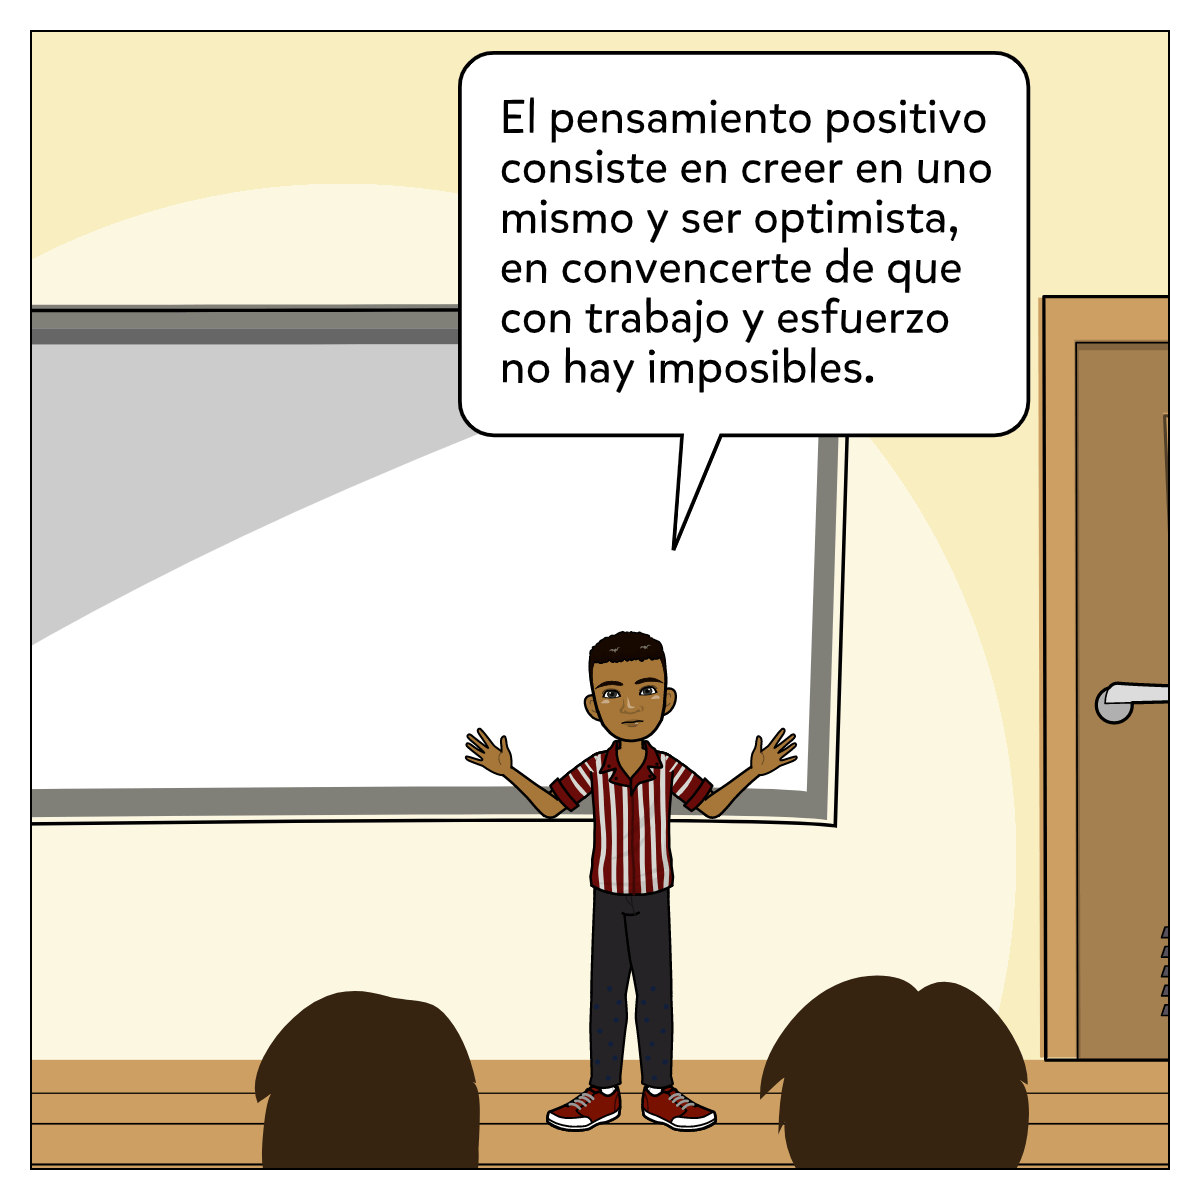 El pensamiento positivo
consiste en creer en uno
mismo y ser optimista,
en convencerte de que
con trabajo y esfuerzo
no hay imposibles.